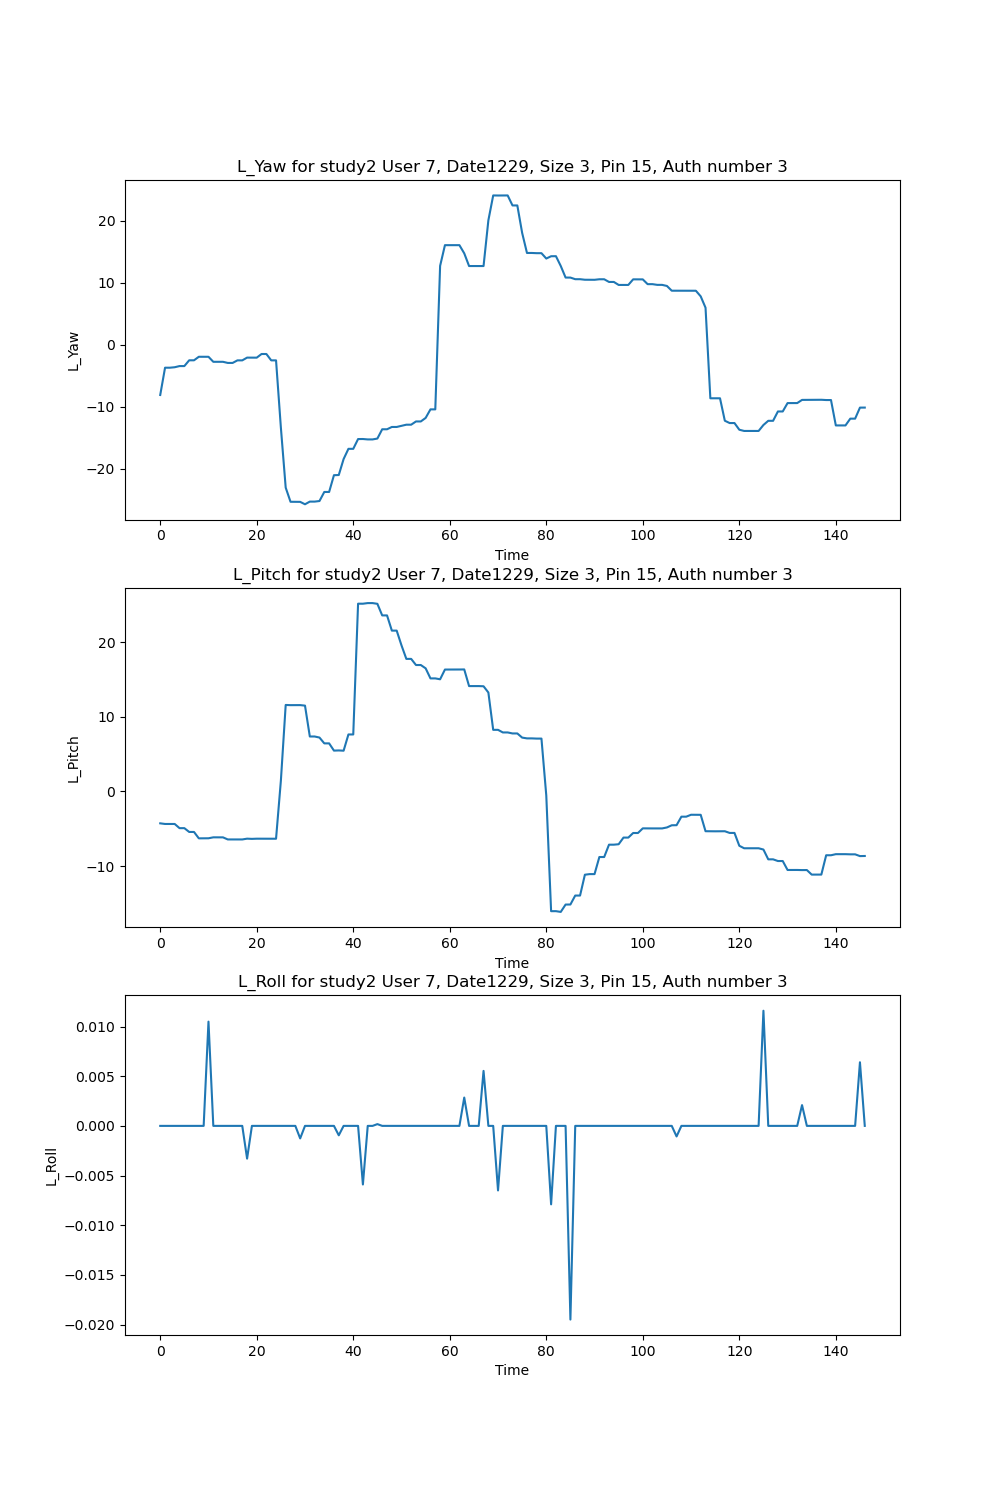 L_Yaw for study2 User 7, Date1229, Size 3, Pin 15, Auth number 3
20
10
0
−10
−20
L_Yaw
0 20 40 60 80 100 120 140
Time
L_Pitch for study2 User 7, Date1229, Size 3, Pin 15, Auth number 3
20
10
0
−10
L_Pitch
0 20 40 60 80 100 120 140
Time
L_Roll for study2 User 7, Date1229, Size 3, Pin 15, Auth number 3
0.010
0.005
0.000
−0.005
−0.010
−0.015
−0.020
L_Roll
0 20 40 60 80 100 120 140
Time